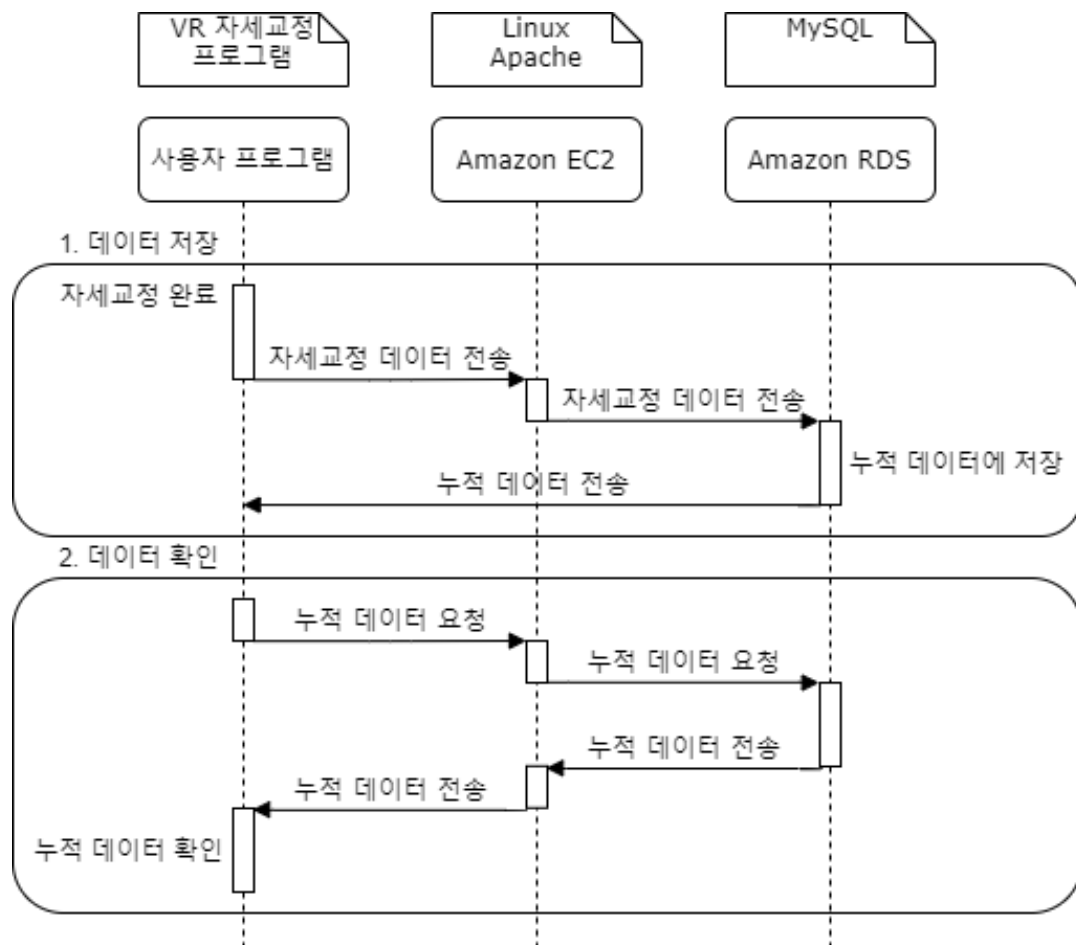 VR 자세교정
프로그램
Linux
Apache
MySQL
사용자 프로그램
Amazon EC2
Amazon RDS
1. 데이터 저장
자세교정 완료
자세교정 데이터 전송
자세교정 데이터 전송
누적 데이터에 저장
누적 데이터 전송
2. 데이터 확인
누적 데이터 요청
누적 데이터 요청
누적 데이터 전송
누적 데이터 전송
누적 데이터 확인